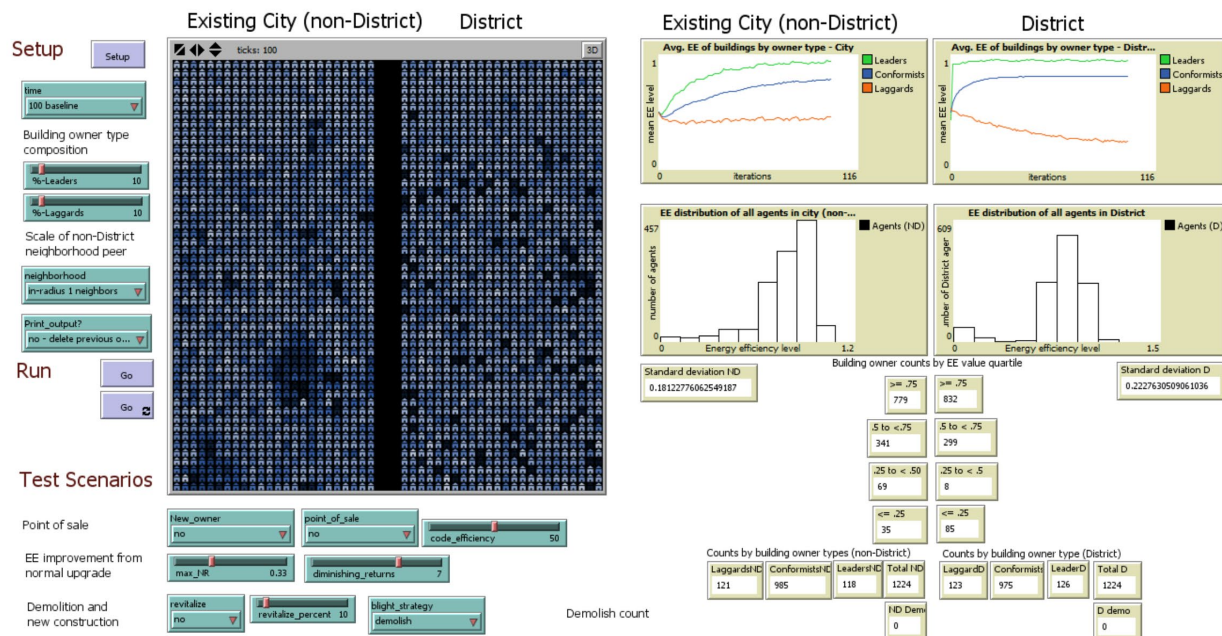 Existing City (non-District)
District
Setup
Setup
ticks: 100
3D
time
100 baseline
Building owner type
composition
%-Leaders 10
%-Laggards 10
Scale of non-District
neighborhood peer
neighborhood
in-radius 1 neighbors
Print_output?
no - delete previous o...
Run
Go
Go
Test Scenarios
Point of sale
New_owner
no
point_of_sale
no
code_efficiency 50
EE improvement from
normal upgrade
max_NR 0.33
diminishing_returns 7
Demolition and
new construction
revitalize
no
revitalize_percent 10
blight_strategy
demolish
Demolish count
Existing City (non-District)
District
Avg. EE of buildings by owner type - City
1
mean EE level
0
0
iterations
116
Leaders
Conformists
Laggards
Avg. EE of buildings by owner type - Distr...
1
mean EE level
0
0
iterations
116
Leaders
Conformists
Laggards
EE distribution of all agents in city (non-...
457
number of agents
0
0
Energy efficiency level
1.2
Agents (ND)
EE distribution of all agents in District
609
.umber of District ager
0
0
Energy efficiency level
1.5
Agents (D)
Building owner counts by EE value quartile
Standard deviation ND
0.18122776062549187
Standard deviation D
0.2227630509061036
>= .75
779
>= .75
832
.5 to <.75
341
.5 to <.75
299
.25 to < .50
69
.25 to < .5
8
<= .25
35
<= .25
85
Counts by building owner types (non-District)
LaggardsND
121
ConformistsND
985
LeadersND
118
Total ND
1224
ND Demo
0
Counts by building owner type (District)
LaggardD
123
Conformists
975
LeaderD
126
Total D
1224
D demo
0